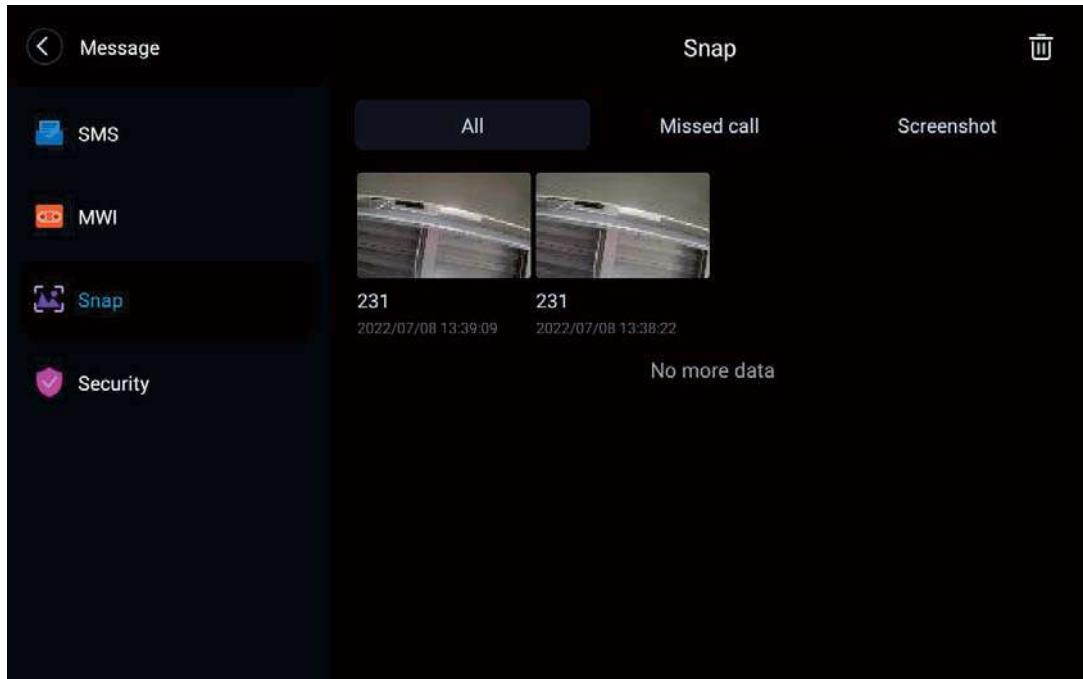 Message
Snap
SMS
MWI
Snap
Security
All
Missed call
Screenshot
231
231
2022/07/08 13:39:09
2022/07/08 13:38:22
No more data